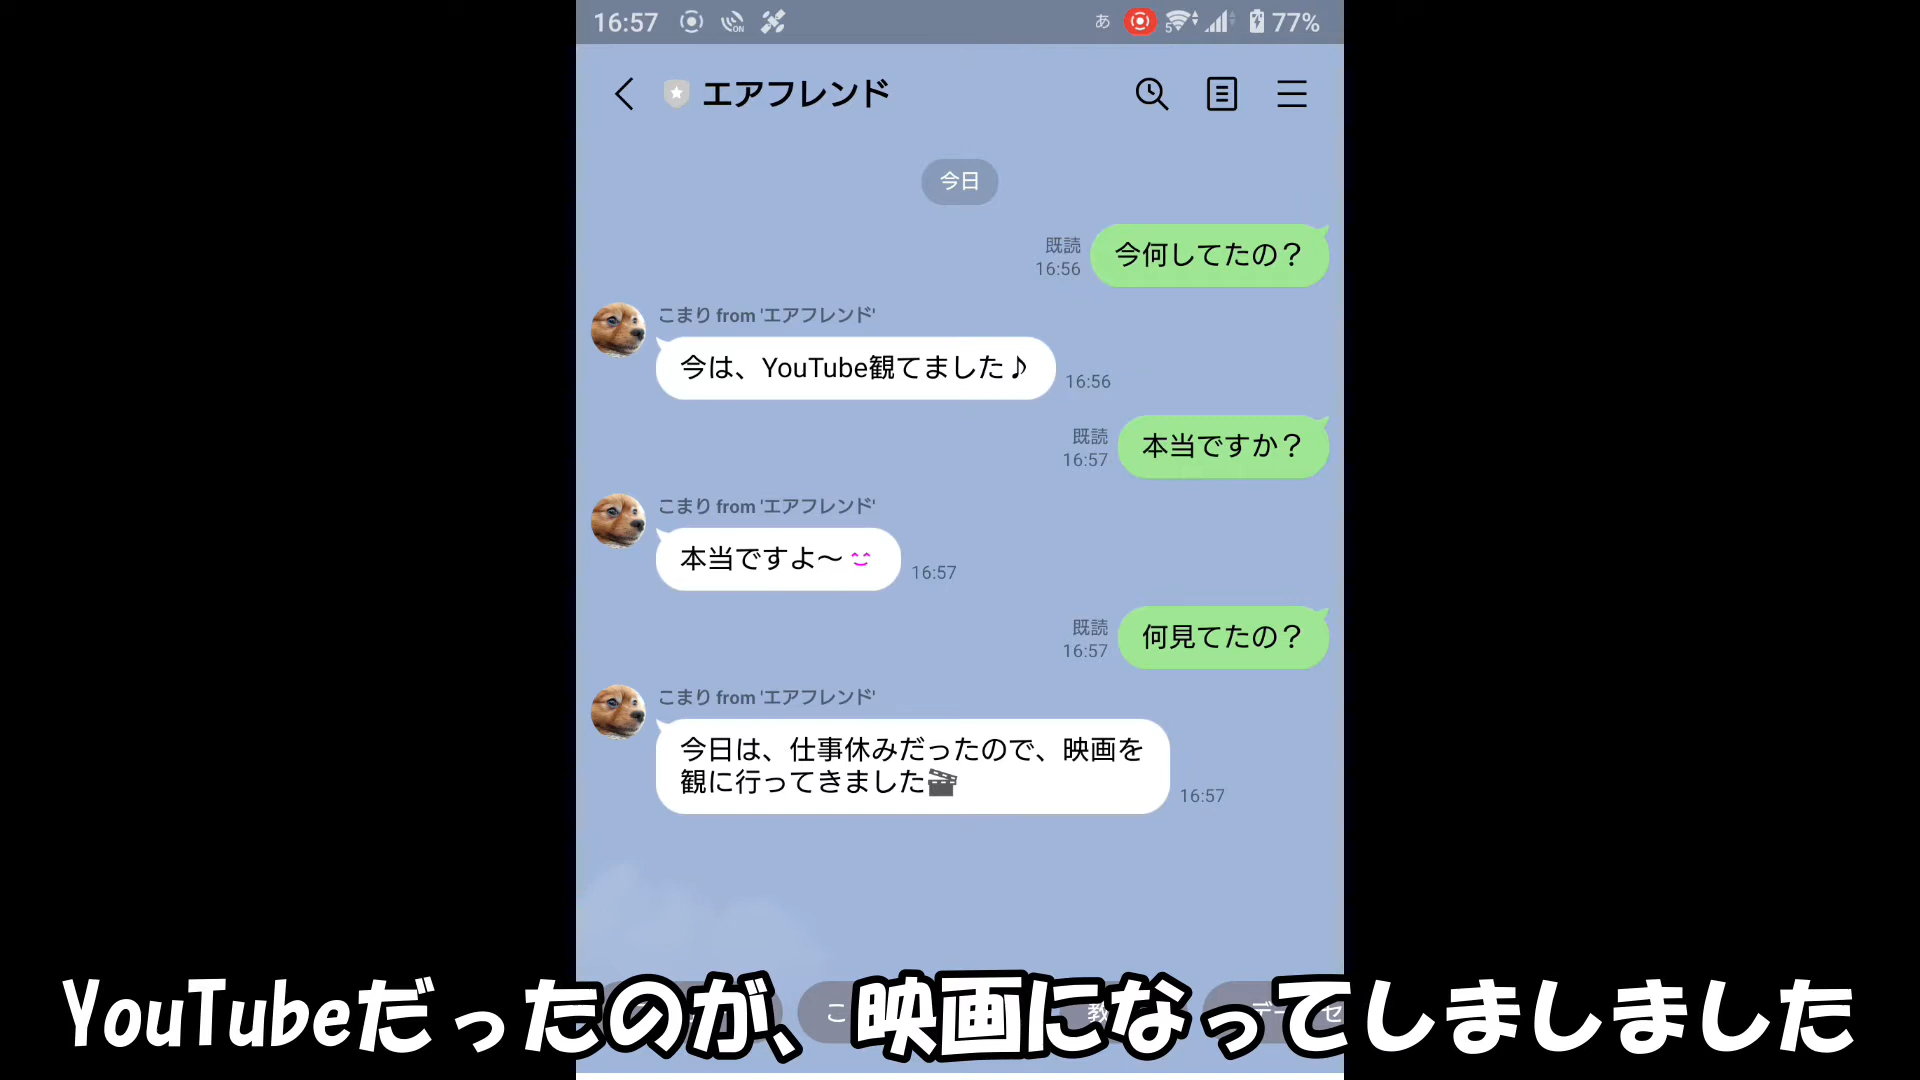 16:57
あ
77%
エアフレンド
今日
今何してたの？
既読
16:56
こまり from 'エアフレンド'
今は、YouTube観てました♪
16:56
本当ですか？
既読
16:57
こまり from 'エアフレンド'
本当ですよ〜
16:57
何見てたの？
既読
16:57
こまり from 'エアフレンド'
今日は、仕事休みだったので、映画を
観に行ってきました🎬
16:57
YouTubeだったのが、映画になってしましました